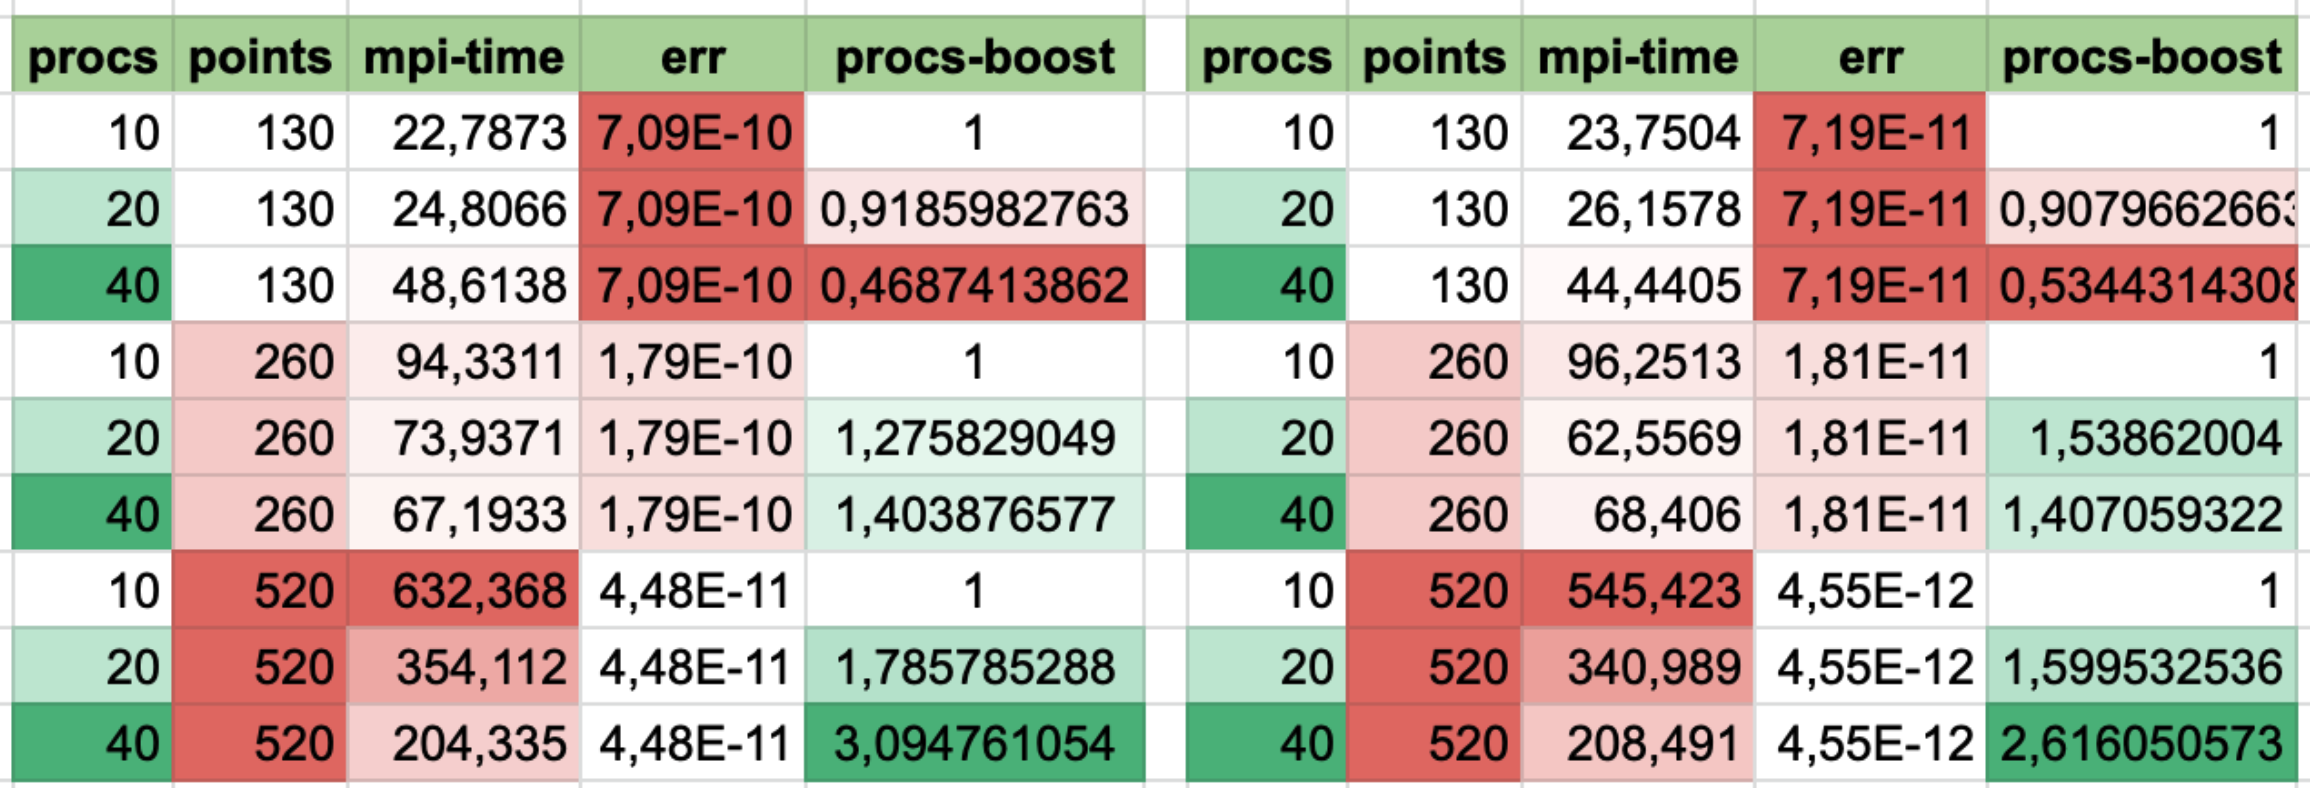 procs points mpi-time err procs-boost procs points mpi-time err procs-boost
10 130 22,7873 7,09E-10 1 10 130 23,7504 7,19E-11 1
20 130 24,8066 7,09E-10 0,9185982763 20 130 26,1578 7,19E-11 0,9079662663
40 130 48,6138 7,09E-10 0,4687413862 40 130 44,4405 7,19E-11 0,5344314308
10 260 94,3311 1,79E-10 1 10 260 96,2513 1,81E-11 1
20 260 73,9371 1,79E-10 1,275829049 20 260 62,5569 1,81E-11 1,53862004
40 260 67,1933 1,79E-10 1,403876577 40 260 68,406 1,81E-11 1,407059322
10 520 632,368 4,48E-11 1 10 520 545,423 4,55E-12 1
20 520 354,112 4,48E-11 1,785785288 20 520 340,989 4,55E-12 1,599532536
40 520 204,335 4,48E-11 3,094761054 40 520 208,491 4,55E-12 2,616050573